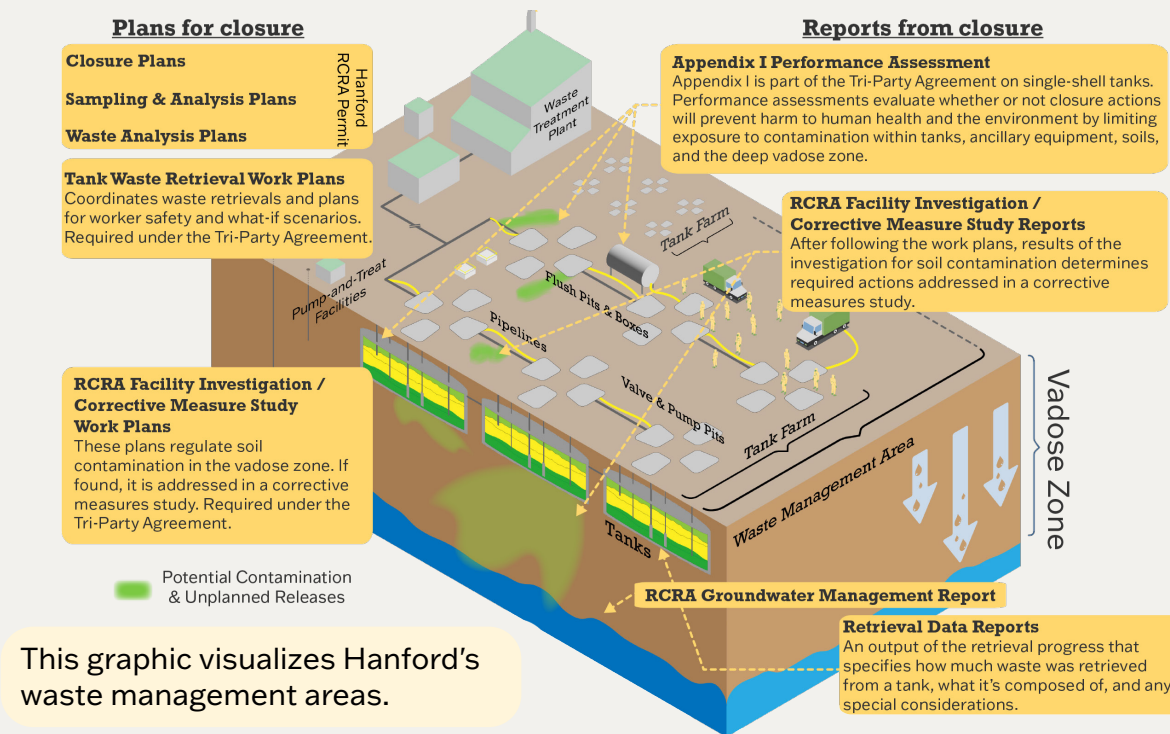 Plans for closure
Closure Plans
Sampling & Analysis Plans
Waste Analysis Plans
Hanford
RCRA Permit
Tank Waste Retrieval Work Plans
Coordinates waste retrievals and plans
for worker safety and what-if scenarios.
Required under the Tri-Party Agreement.
Reports from closure
Appendix I Performance Assessment
Appendix I is part of the Tri-Party Agreement on single-shell tanks.
Performance assessments evaluate whether or not closure actions
will prevent harm to human health and the environment by limiting
exposure to contamination within tanks, ancillary equipment, soils,
and the deep vadose zone.
RCRA Facility Investigation /
Corrective Measure Study Reports
After following the work plans, results of the
investigation for soil contamination determines
required actions addressed in a corrective
measures study.
Waste
Treatment
Plant
Tank Farm
Pump-and-Treat
Facilities
Flush Pits & Boxes
Pipelines
Valve & Pump Pits
Tank Farm
Waste Management Area
Tanks
Vadose Zone
RCRA Facility Investigation /
Corrective Measure Study
Work Plans
These plans regulate soil
contamination in the vadose zone. If
found, it is addressed in a corrective
measures study. Required under the
Tri-Party Agreement.
Potential Contamination
& Unplanned Releases
RCRA Groundwater Management Report
Retrieval Data Reports
An output of the retrieval progress that
specifies how much waste was retrieved
from a tank, what it's composed of, and any
special considerations.
This graphic visualizes Hanford's
waste management areas.